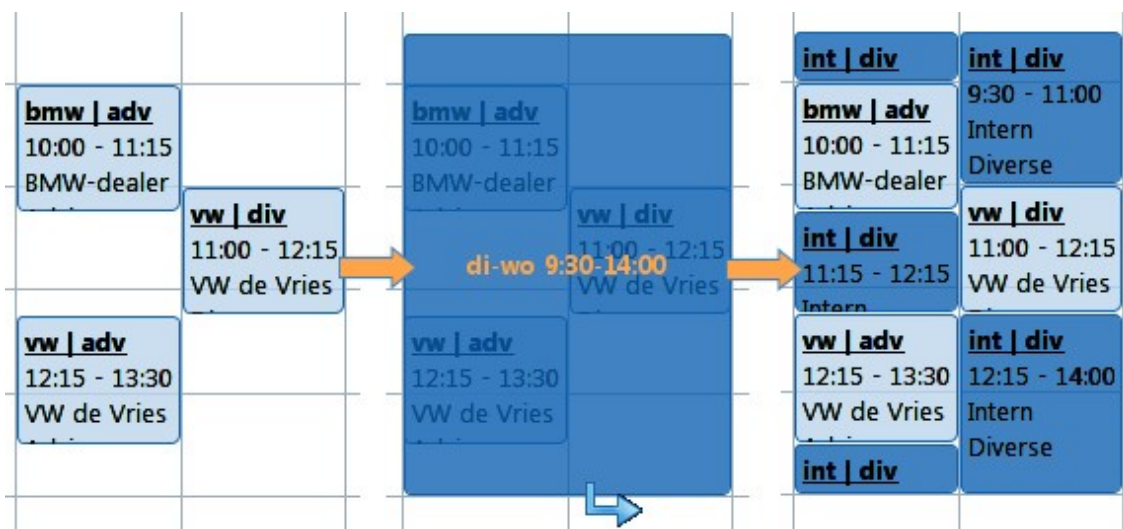 bmw | adv
10:00 - 11:15
BMW-dealer
vw | div
11:00 - 12:15
VW de Vries
vw | adv
12:15 - 13:30
VW de Vries
bmw | adv
10:00 - 11:15
BMW-dealer
vw | div
11:00 - 12:15
VW de Vries
di-wo 9:30-14:00
vw | adv
12:15 - 13:30
VW de Vries
int | div
bmw | adv
10:00 - 11:15
BMW-dealer
int | div
11:15 - 12:15
Intern
vw | adv
12:15 - 13:30
VW de Vries
int | div
int | div
9:30 - 11:00
Intern
Diverse
vw | div
11:00 - 12:15
VW de Vries
int | div
12:15 - 14:00
Intern
Diverse